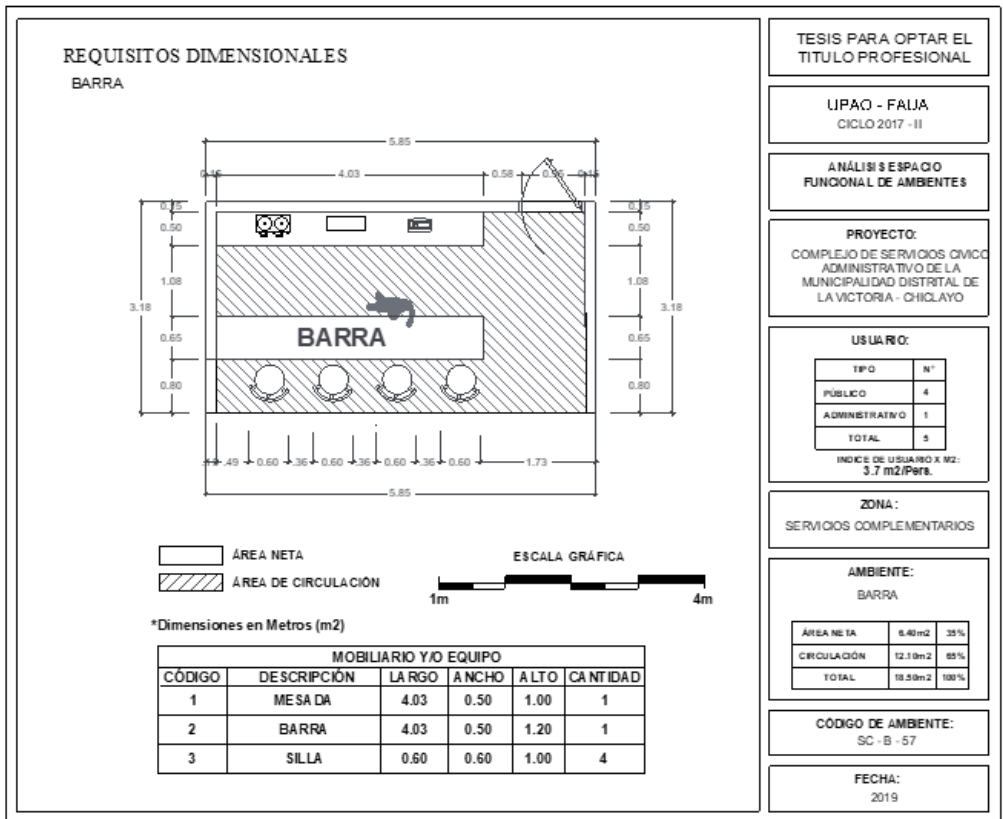 REQUISITOS DIMENSIONALES
BARRA
5.85
0.15 4.03 0.58 0.15
0.15 0.15
0.50 0.50
1.08 1.08
3.18 3.18
0.65 BARRA 0.65
0.80 0.80
.49 0.60 .36 0.60 .36 0.60 .36 0.60 1.73
5.85
ÁREA NETA
ÁREA DE CIRCULACIÓN
ESCALA GRÁFICA
1m 4m
*Dimensiones en Metros (m2)
MOBILIARIO Y/O EQUIPO
CÓDIGO DESCRIPCIÓN LARGO ANCHO ALTO CANTIDAD
1 MESADA 4.03 0.50 1.00 1
2 BARRA 4.03 0.50 1.20 1
3 SILLA 0.60 0.60 1.00 4
TESIS PARA OPTAR EL
TITULO PROFESIONAL
UPAO - FAUA
CICLO 2017 - II
ANÁLISIS ESPACIO
FUNCIONAL DE AMBIENTES
PROYECTO:
COMPLEJO DE SERVICIOS CIVICO
ADMINISTRATIVO DE LA
MUNICIPALIDAD DISTRITAL DE
LA VICTORIA - CHICLAYO
USUARIO:
TIPO N°
PÚBLICO 4
ADMINISTRATIVO 1
TOTAL 5
INDICE DE USUARIO X M2:
3.7 m2/Pers.
ZONA:
SERVICIOS COMPLEMENTARIOS
AMBIENTE:
BARRA
ÁREA NETA 6.40m2 35%
CIRCULACIÓN 12.10m2 65%
TOTAL 18.50m2 100%
CÓDIGO DE AMBIENTE:
SC - B - 57
FECHA:
2019